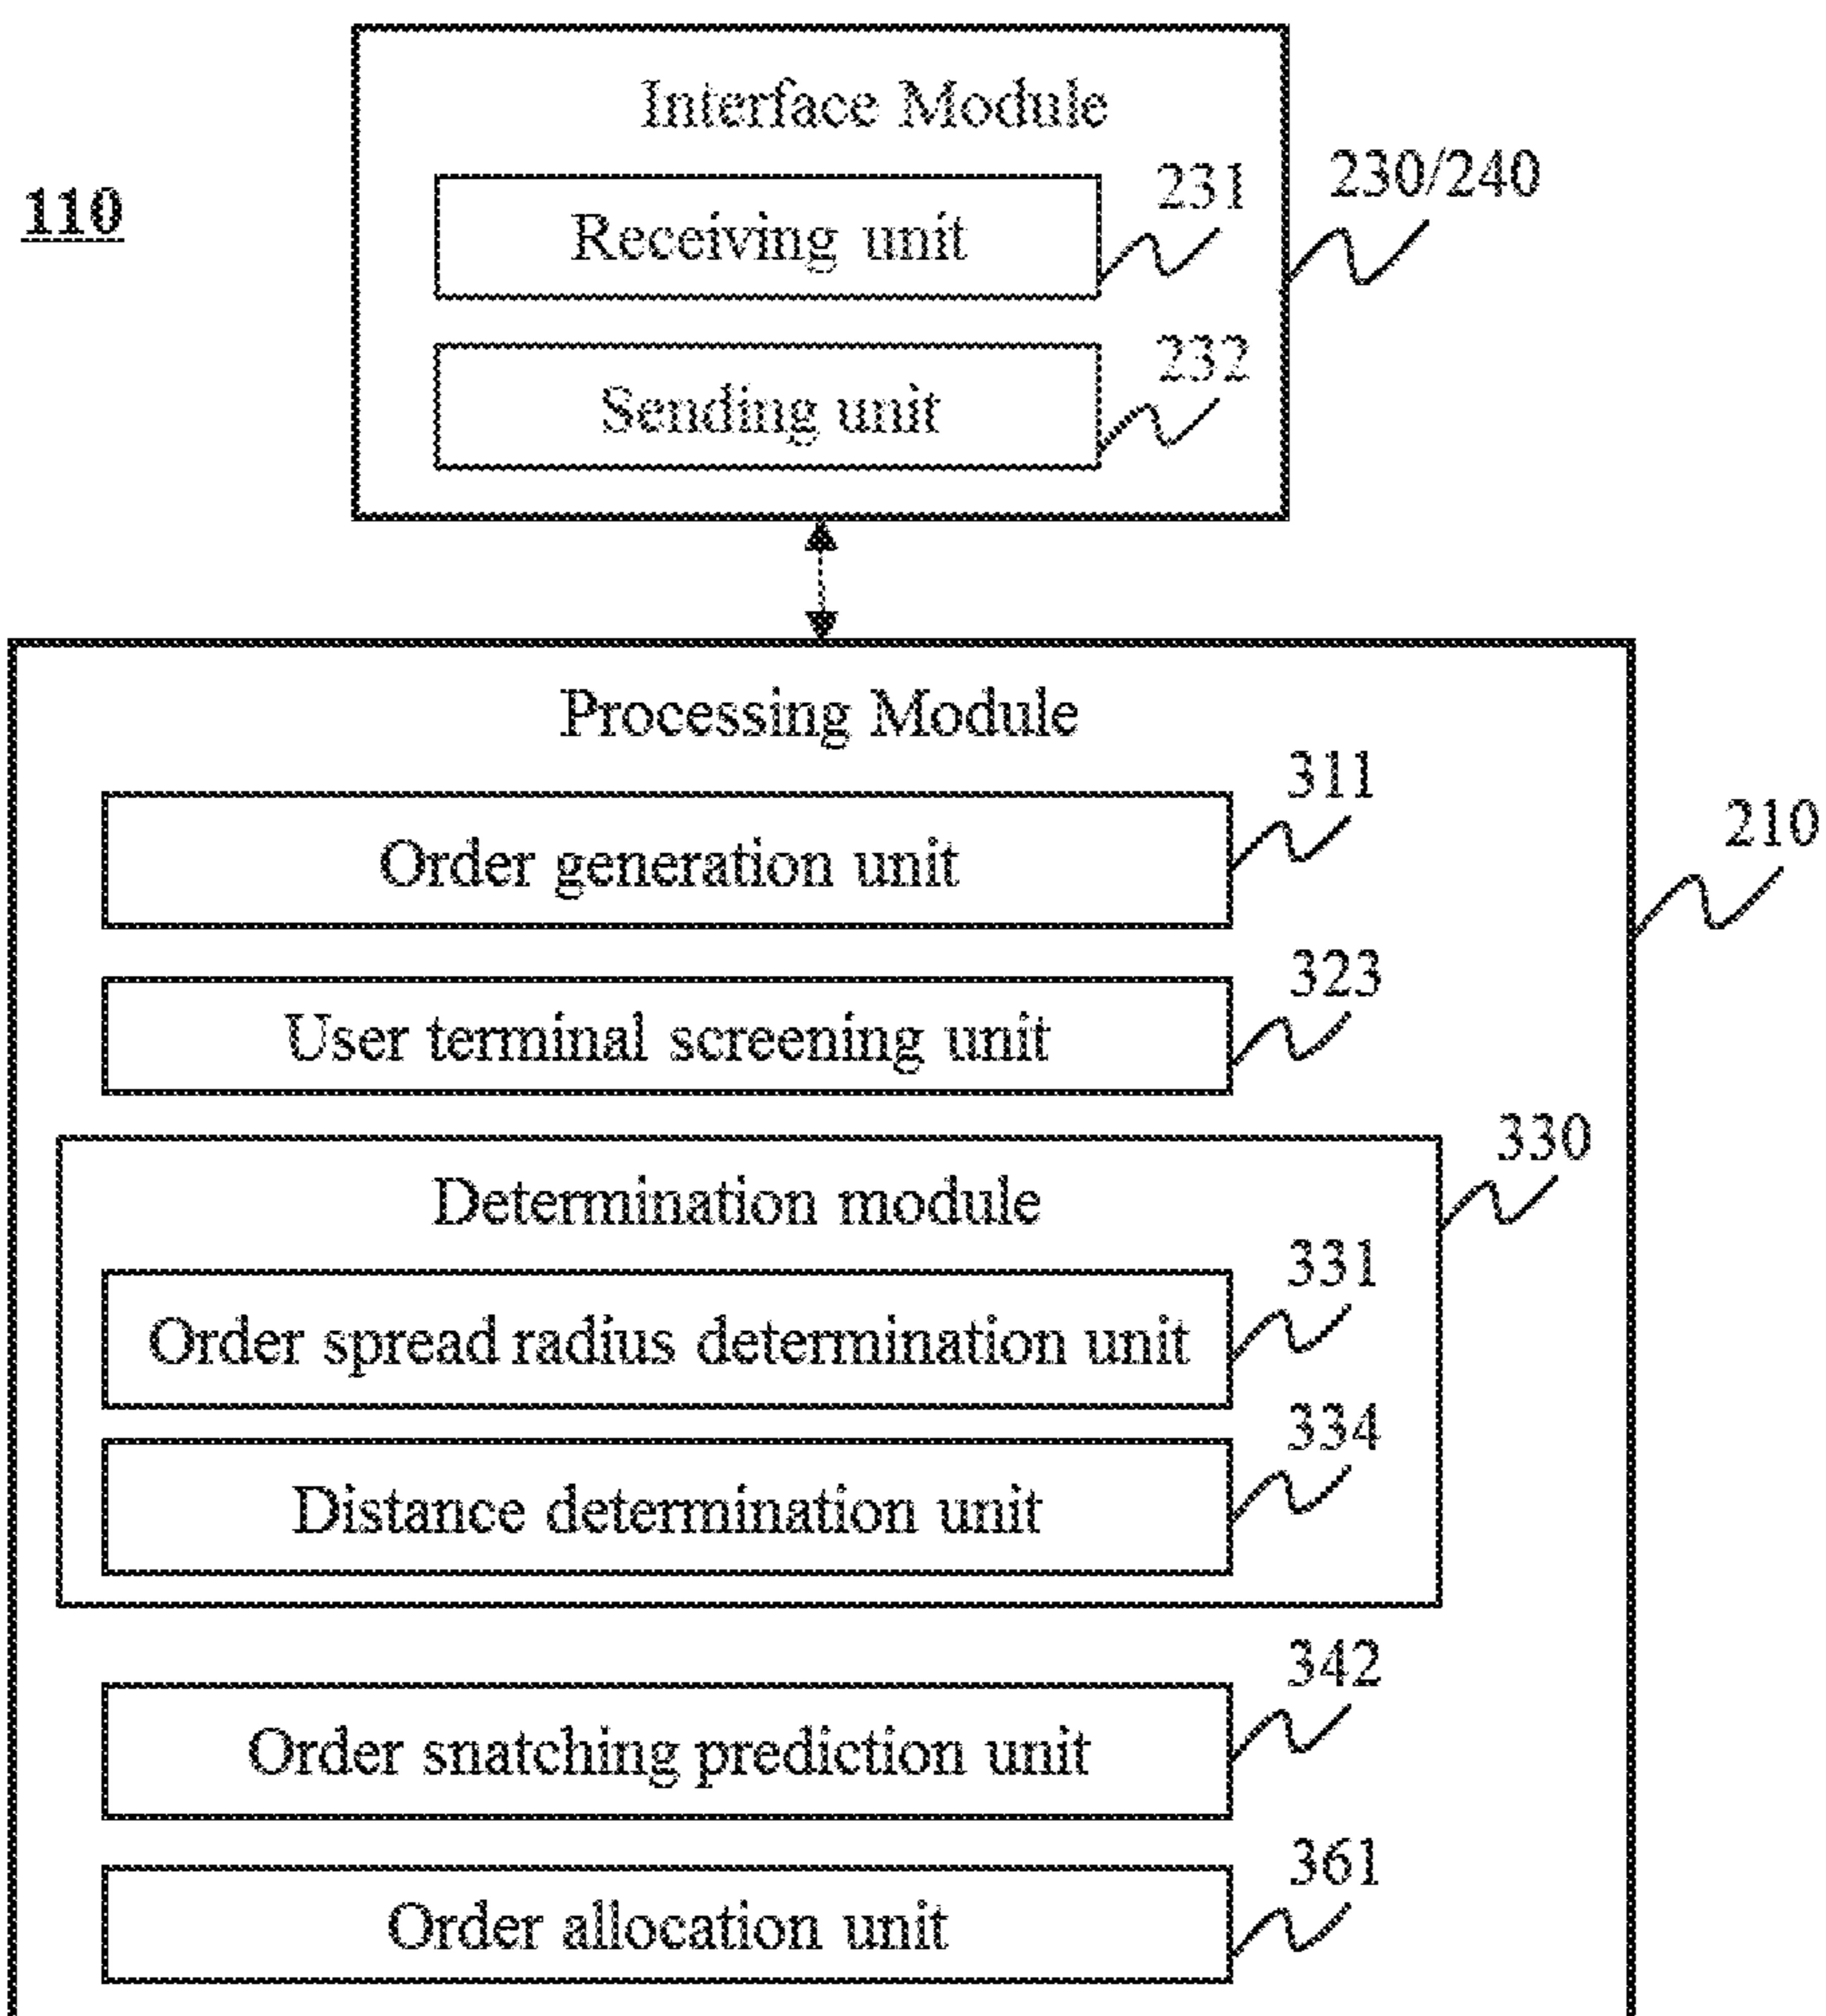 Interface Module
230/240
110
231
Receiving unit
232
Sending unit
Processing Module
311
210
Order generation unit
323
User terminal screening unit
330
Determination module
331
Order spread radius determination unit
334
Distance determination unit
342
Order snatching prediction unit
361
Order allocation unit